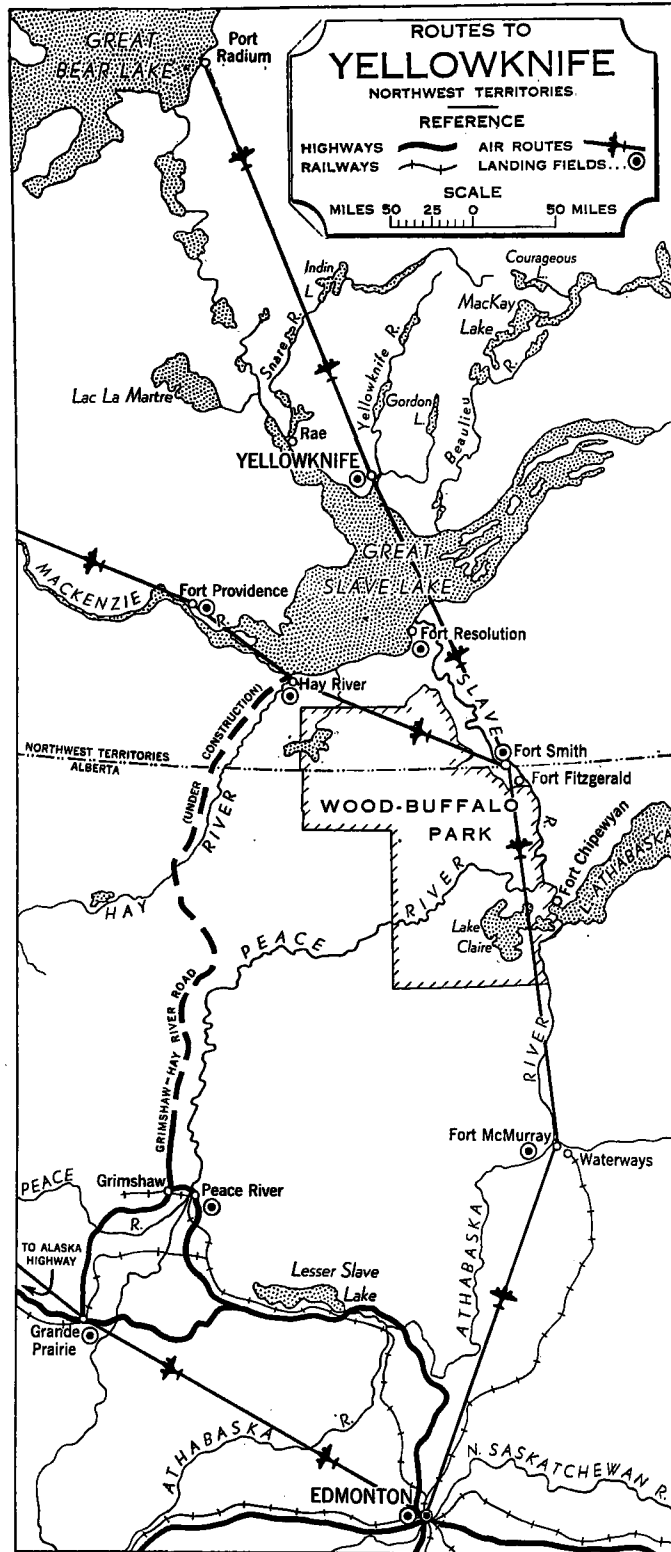 GREAT
BEAR LAKE
Port
Radium
ROUTES TO
YELLOWKNIFE
NORTHWEST TERRITORIES
REFERENCE
HIGHWAYS
AIR ROUTES
RAILWAYS
LANDING FIELDS...
SCALE
MILES 50 25 0 50 MILES
Indin
L.
Courageous
MacKay
Lake
Snare R.
Yellowknife R.
Gordon
L.
Beaulieu R.
Lac La Martre
Rae
YELLOWKNIFE
GREAT
SLAVE LAKE
MACKENZIE R.
Fort Providence
Fort Resolution
Hay River
SLAVE R.
NORTHWEST TERRITORIES
ALBERTA
(UNDER CONSTRUCTION)
Fort Smith
Fort Fitzgerald
WOOD-BUFFALO
PARK
HAY RIVER
Fort Chipewyan
L. ATHABASKA
Lake
Claire
PEACE RIVER
GRIMSHAW-HAY RIVER ROAD
RIVER
Fort McMurray
Waterways
Grimshaw
Peace River
PEACE R.
TO ALASKA
HIGHWAY
Lesser Slave
Lake
ATHABASKA
Grande
Prairie
ATHABASKA R.
N. SASKATCHEWAN R.
EDMONTON